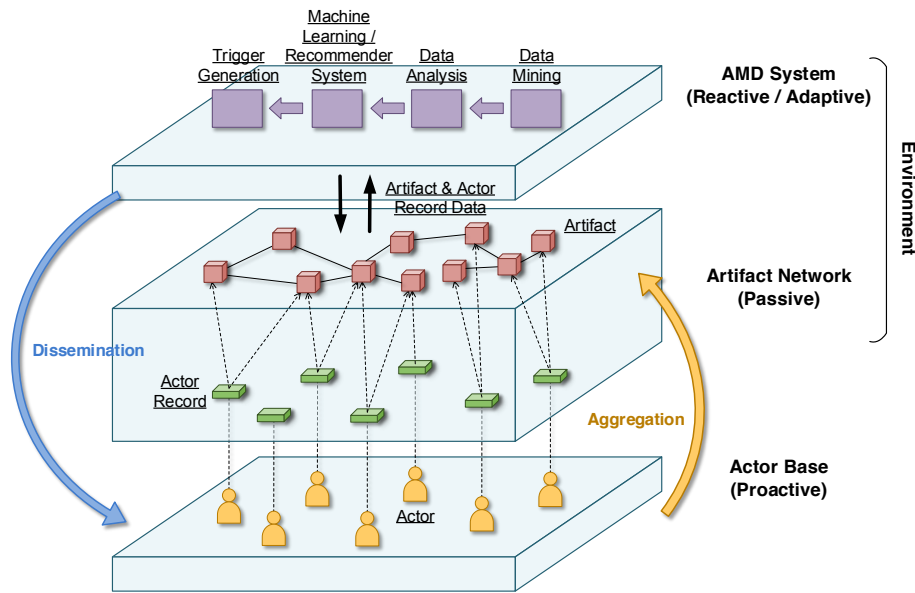 Trigger
Generation
Machine
Learning /
Recommender
System
Data
Analysis
Data
Mining
AMD System
(Reactive / Adaptive)
Environment
Artifact & Actor
Record Data
Artifact
Artifact Network
(Passive)
Dissemination
Actor
Record
Aggregation
Actor Base
(Proactive)
Actor